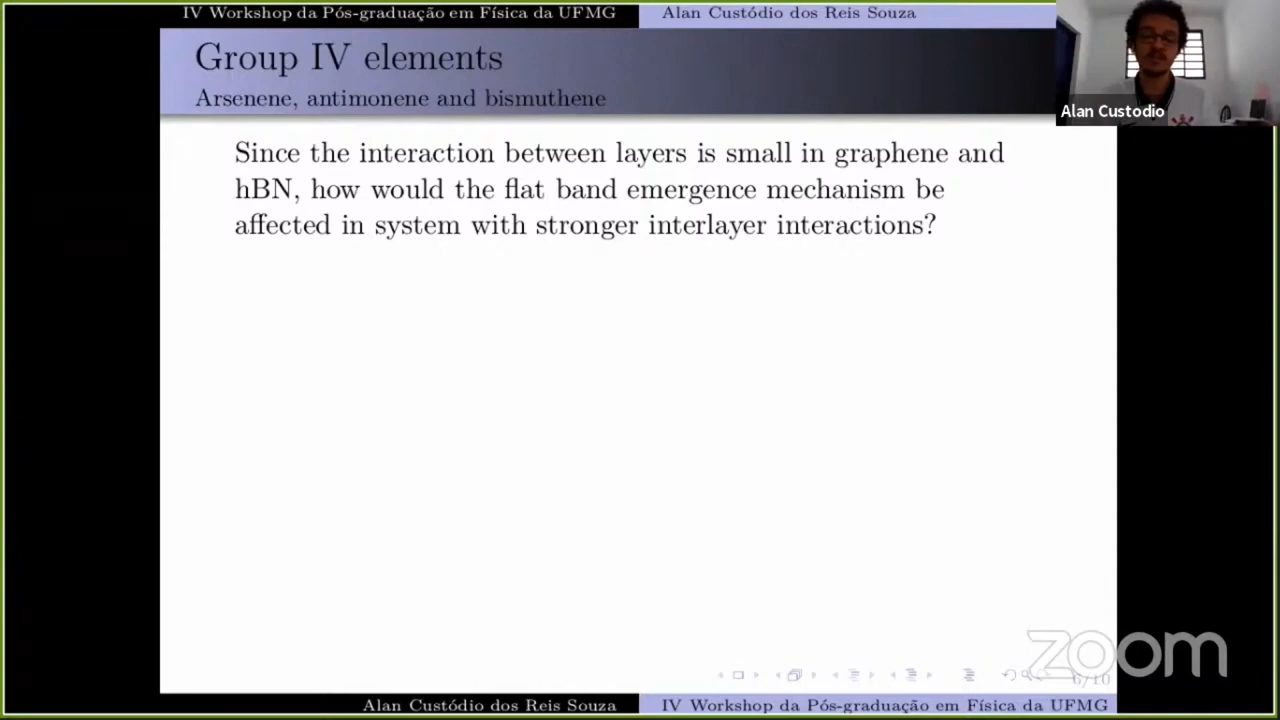 IV Workshop da Pós-graduação em Física da UFMG
Alan Custódio dos Reis Souza
Group IV elements
Arsenene, antimonene and bismuthene
Alan Custodio
Since the interaction between layers is small in graphene and
hBN, how would the flat band emergence mechanism be
affected in system with stronger interlayer interactions?
zoom
6/10
Alan Custódio dos Reis Souza
IV Workshop da Pós-graduação em Física da UFMG